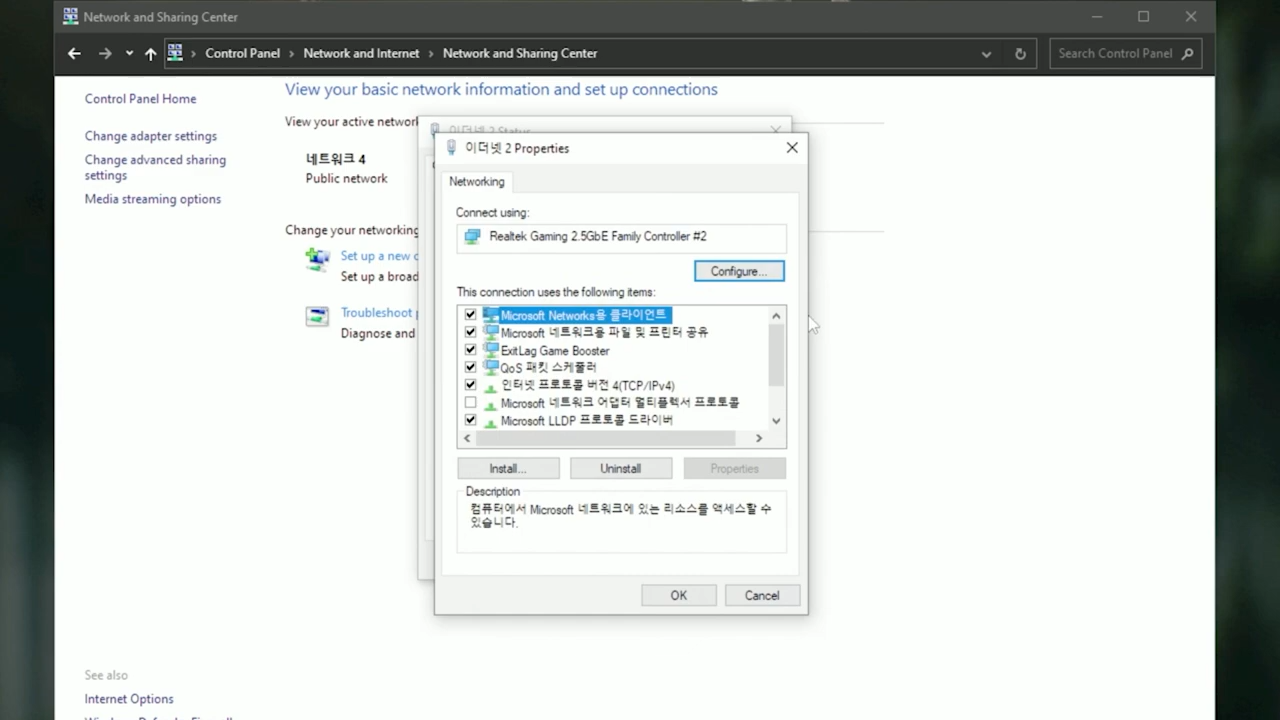 Network and Sharing Center
Control Panel > Network and Internet > Network and Sharing Center
Search Control Panel
Control Panel Home
Change adapter settings
Change advanced sharing
settings
Media streaming options
View your basic network information and set up connections
View your active network
네트워크 4
Public network
Change your networking
Set up a new c
Set up a broad
Troubleshoot p
Diagnose and
이더넷 2 Status
이더넷 2 Properties
Networking
Connect using:
Realtek Gaming 2.5GbE Family Controller #2
Configure...
This connection uses the following items:
Microsoft Networks용 클라이언트
Microsoft 네트워크용 파일 및 프린터 공유
ExitLag Game Booster
QoS 패킷 스케줄러
인터넷 프로토콜 버전 4(TCP/IPv4)
Microsoft 네트워크 어댑터 멀티플렉서 프로토콜
Microsoft LLDP 프로토콜 드라이버
Install...
Uninstall
Properties
Description
컴퓨터에서 Microsoft 네트워크에 있는 리소스를 액세스할 수
있습니다.
OK
Cancel
See also
Internet Options